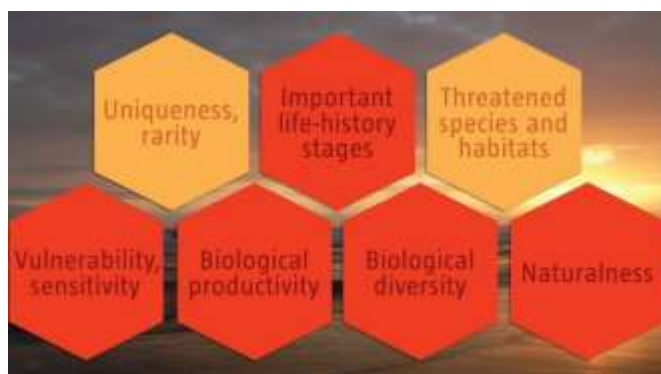 Uniqueness,
rarity
Important
life-history
stages
Threatened
species and
habitats
Vulnerability,
sensitivity
Biological
productivity
Biological
diversity
Naturalness